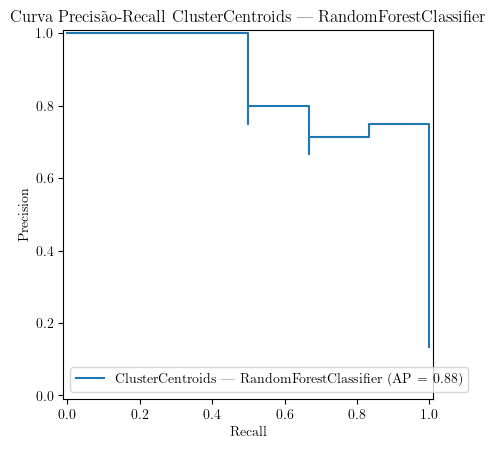 Curva Precisão-Recall ClusterCentroids — RandomForestClassifier
1.0
0.8
0.6
0.4
0.2
0.0
Precision
ClusterCentroids — RandomForestClassifier (AP = 0.88)
0.0 0.2 0.4 0.6 0.8 1.0
Recall